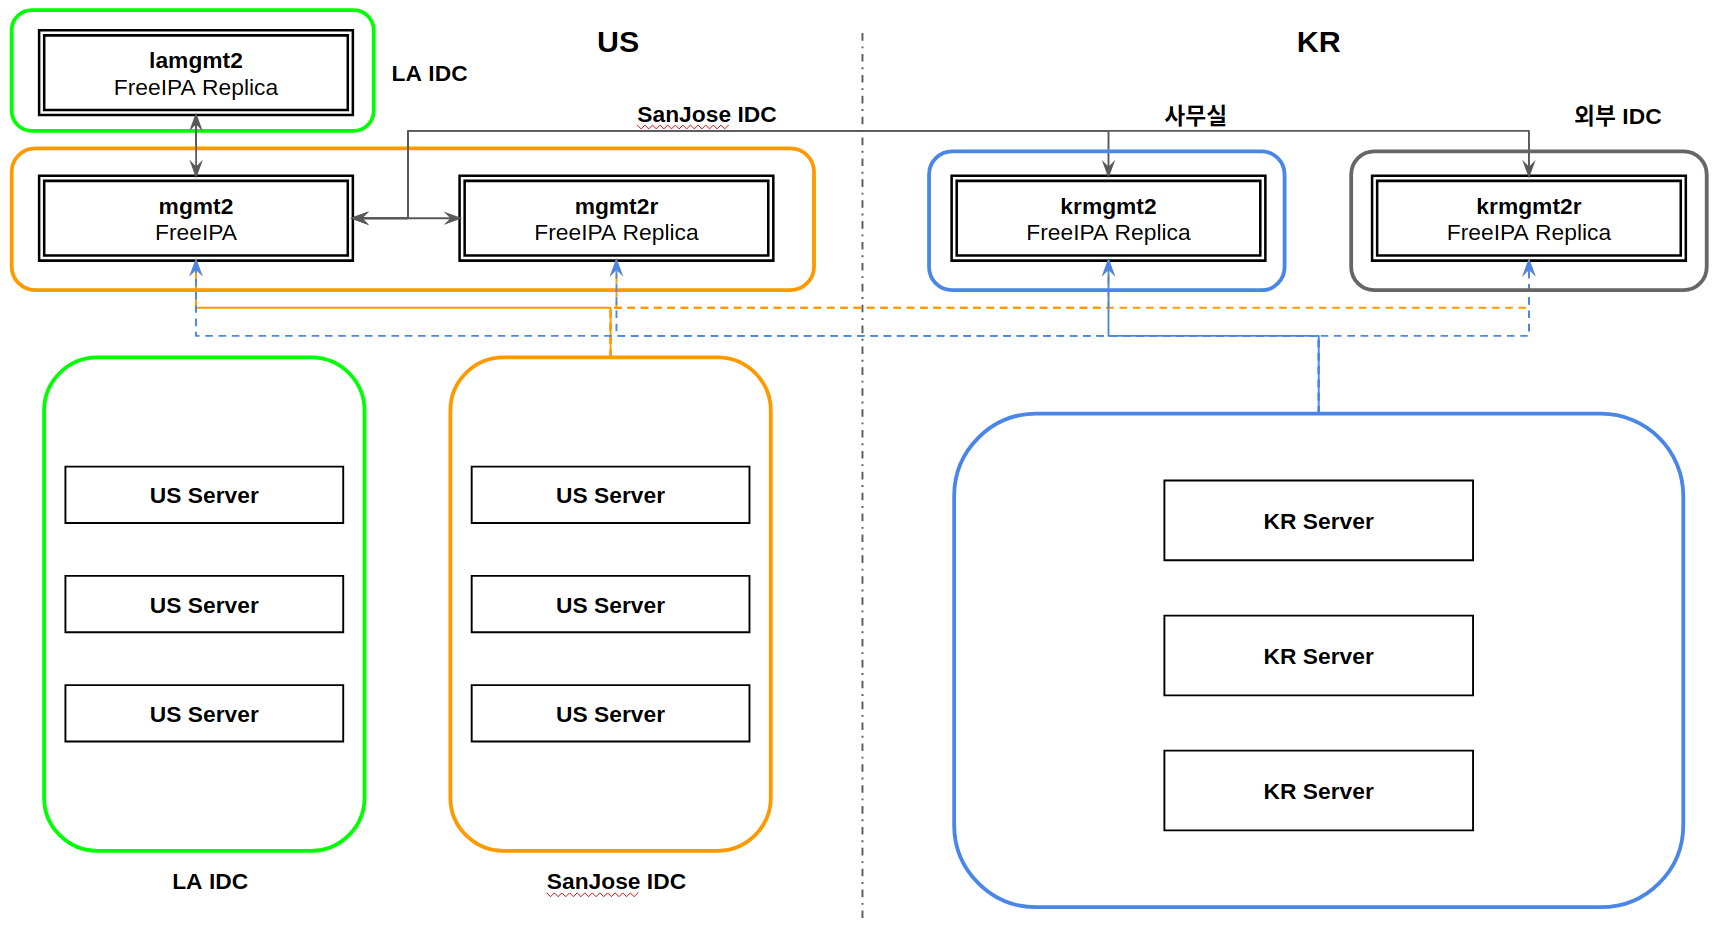 US
KR
lamgmt2
FreeIPA Replica
LA IDC
SanJose IDC
사무실
외부 IDC
mgmt2
FreeIPA
mgmt2r
FreeIPA Replica
krmgmt2
FreeIPA Replica
krmgmt2r
FreeIPA Replica
US Server
US Server
US Server
LA IDC
US Server
US Server
US Server
SanJose IDC
KR Server
KR Server
KR Server